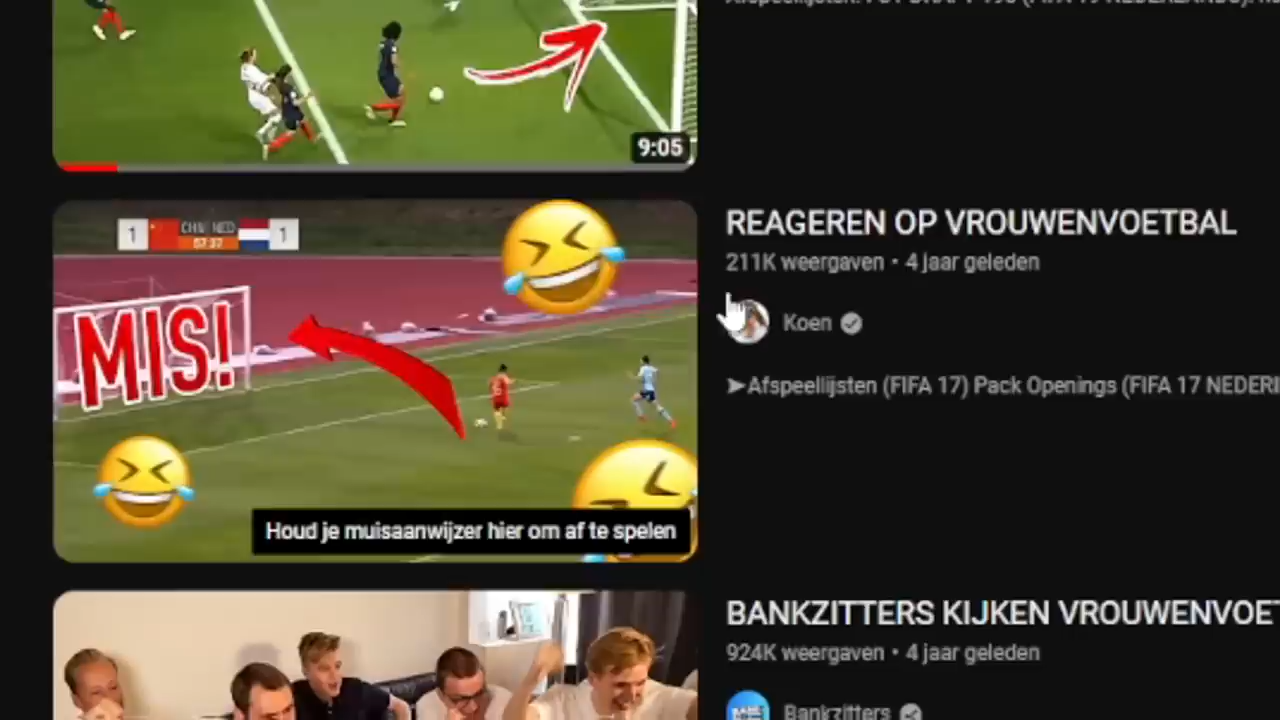 9:05
1 CHN NED 1
57:37
MIS!
Houd je muisaanwijzer hier om af te spelen
REAGEREN OP VROUWENVOETBAL
211K weergaven • 4 jaar geleden
Koen
➤Afspeellijsten (FIFA 17) Pack Openings (FIFA 17 NEDERI
BANKZITTERS KIJKEN VROUWENVOET
924K weergaven • 4 jaar geleden
Bankzitters